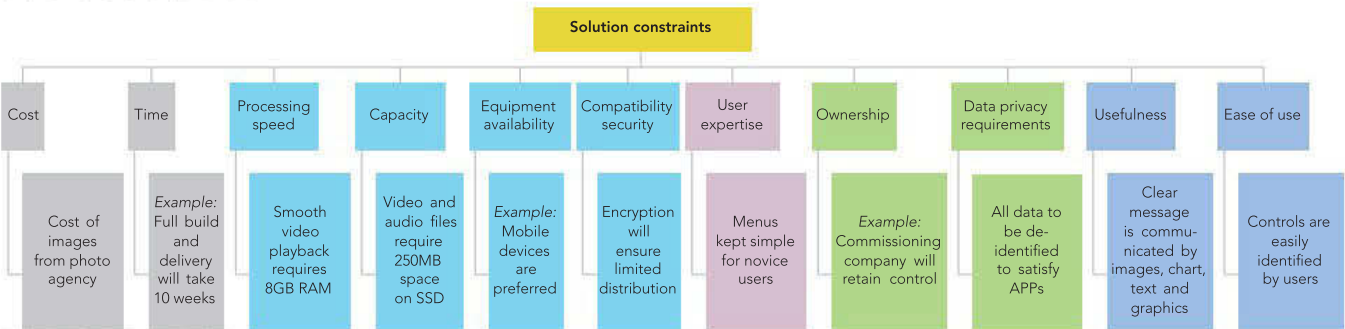 Solution constraints
Cost
Time
Processing
speed
Capacity
Equipment
availability
Compatibility
security
User
expertise
Ownership
Data privacy
requirements
Usefulness
Ease of use
Cost of
images
from photo
agency
Example:
Full build
and
delivery
will take
10 weeks
Smooth
video
playback
requires
8GB RAM
Video and
audio files
require
250MB
space
on SSD
Example:
Mobile
devices
are
preferred
Encryption
will
ensure
limited
distribution
Menus
kept simple
for novice
users
Example:
Commissioning
company will
retain control
All data to
be de-
identified
to satisfy
APPs
Clear
message
is commu-
nicated by
images, chart,
text and
graphics
Controls are
easily
identified
by users